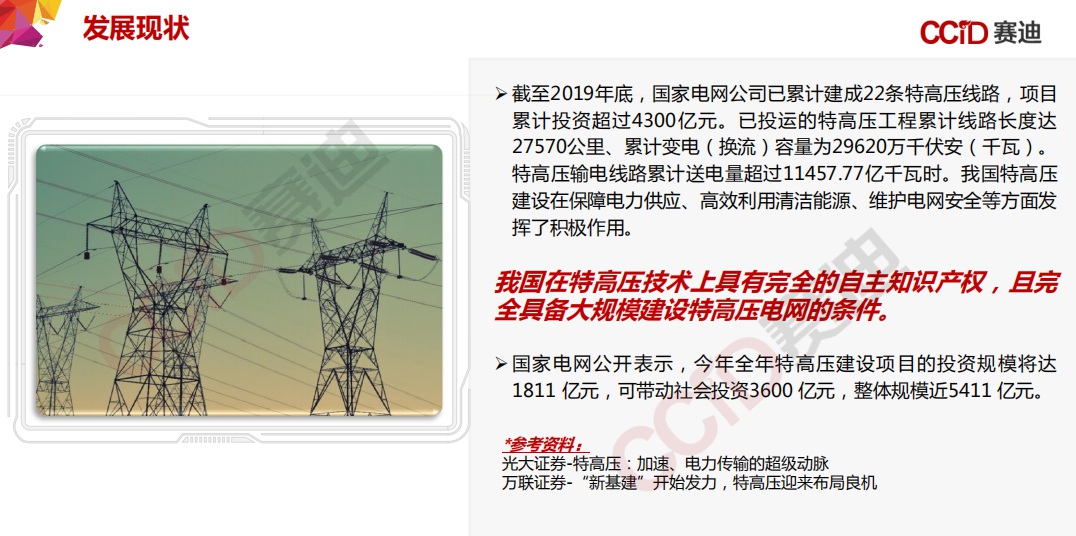 发展现状
CCID 赛迪
➢ 截至2019年底，国家电网公司已累计建成22条特高压线路，项目
累计投资超过4300亿元。已投运的特高压工程累计线路长度达
27570公里、累计变电（换流）容量为29620万千伏安（千瓦）。
特高压输电线路累计送电量超过11457.77亿千瓦时。我国特高压
建设在保障电力供应、高效利用清洁能源、维护电网安全等方面发
挥了积极作用。
我国在特高压技术上具有完全的自主知识产权，且完
全具备大规模建设特高压电网的条件。
➢ 国家电网公开表示，今年全年特高压建设项目的投资规模将达
1811 亿元，可带动社会投资3600 亿元，整体规模近5411 亿元。
*参考资料：
光大证券-特高压：加速、电力传输的超级动脉
万联证券-“新基建”开始发力，特高压迎来布局良机
CCID赛迪
CCID赛迪